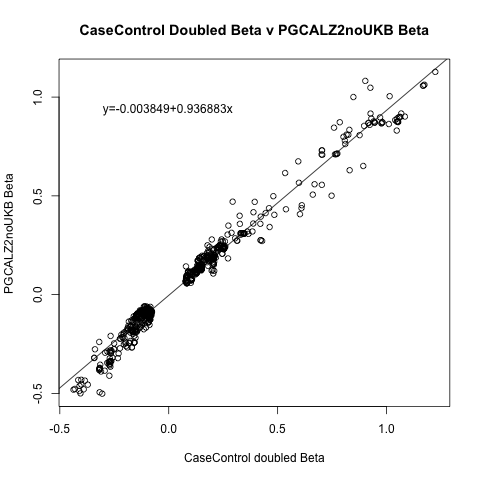 CaseControl Doubled Beta v PGCALZ2noUKB Beta
y=-0.003849+0.936883x
PGCALZ2noUKB Beta
1.0
0.5
0.0
-0.5
-0.5 0.0 0.5 1.0
CaseControl doubled Beta